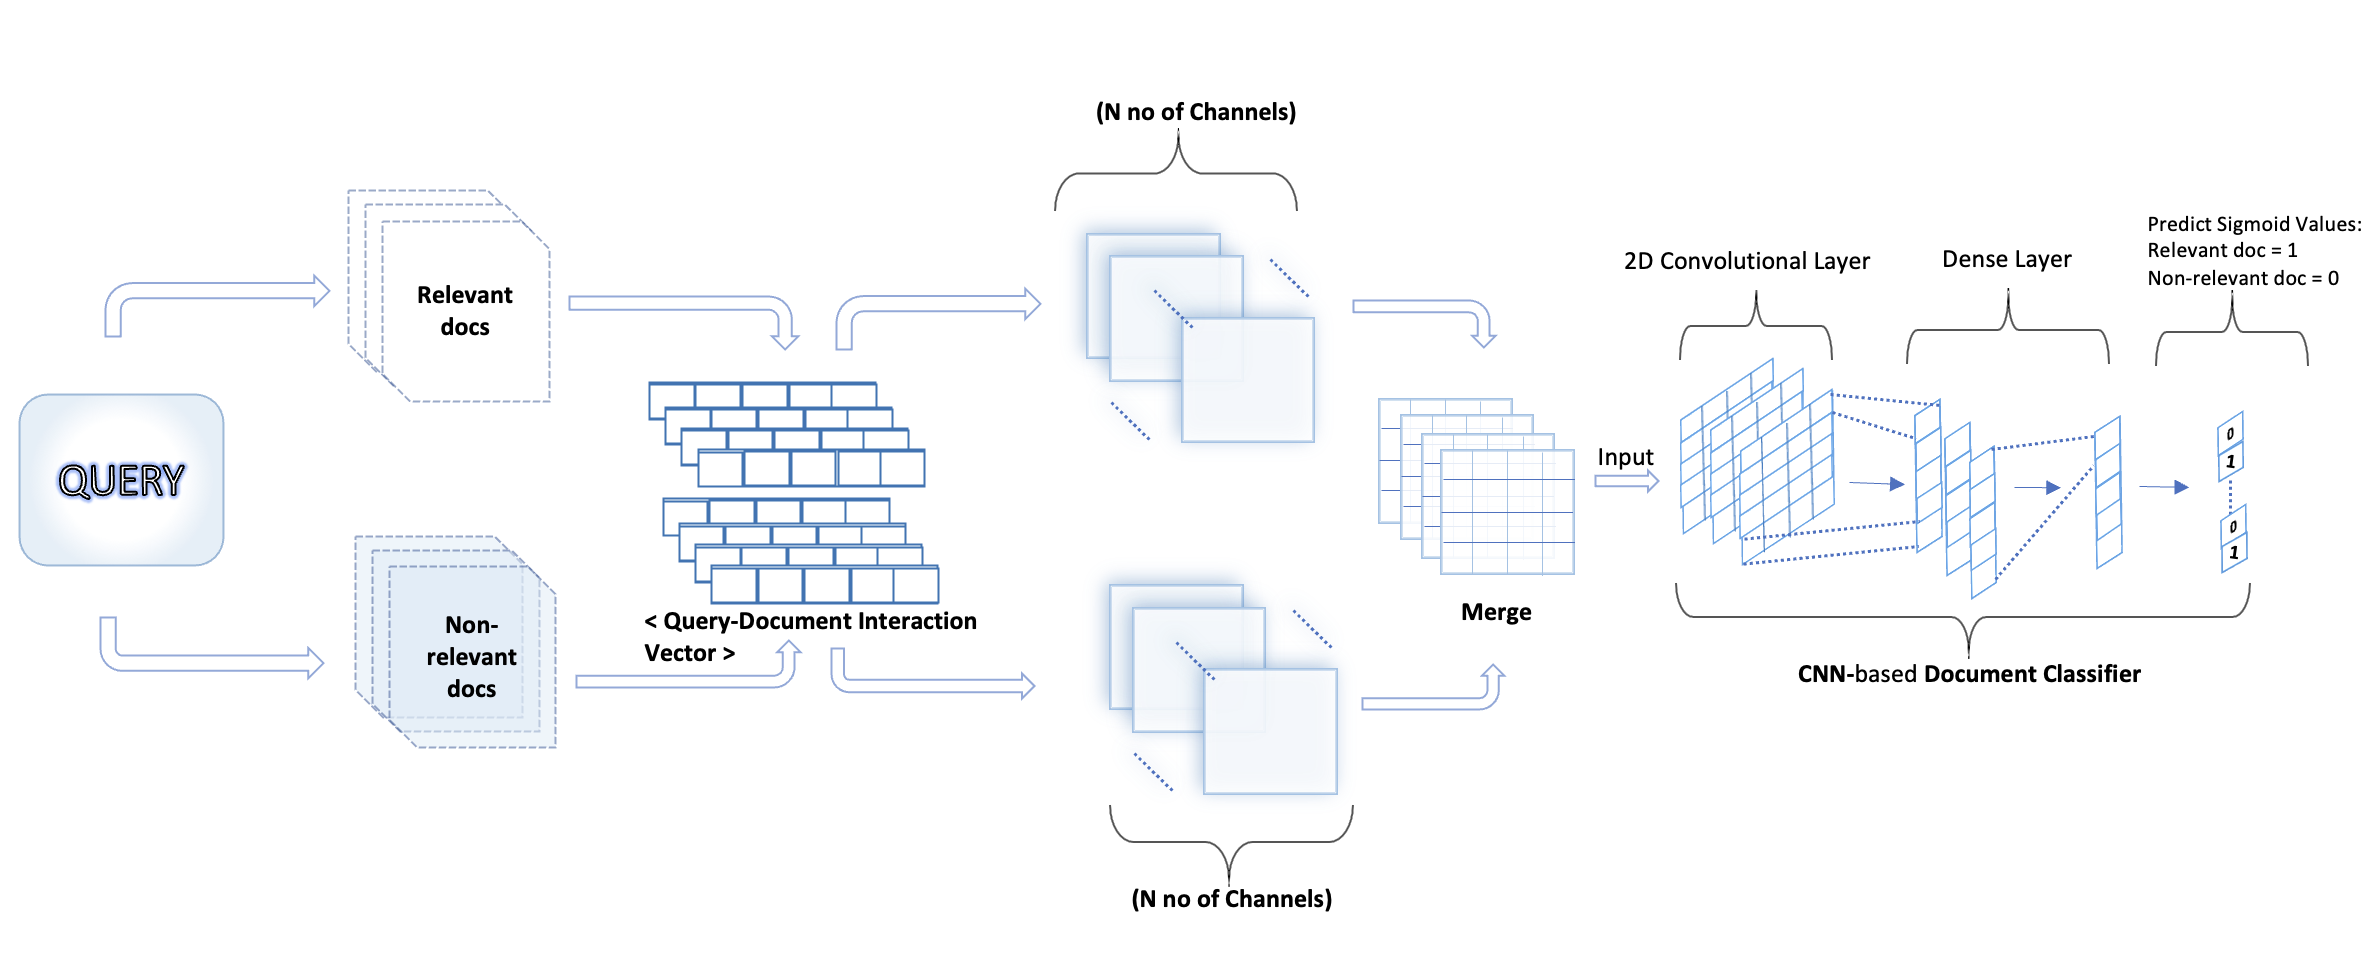 (N no of Channels)
Predict Sigmoid Values:
Relevant doc = 1
Non-relevant doc = 0
2D Convolutional Layer
Dense Layer
Relevant
docs
QUERY
Input
0
1
0
1
Non-
relevant
docs
< Query-Document Interaction
Vector >
Merge
CNN-based Document Classifier
(N no of Channels)